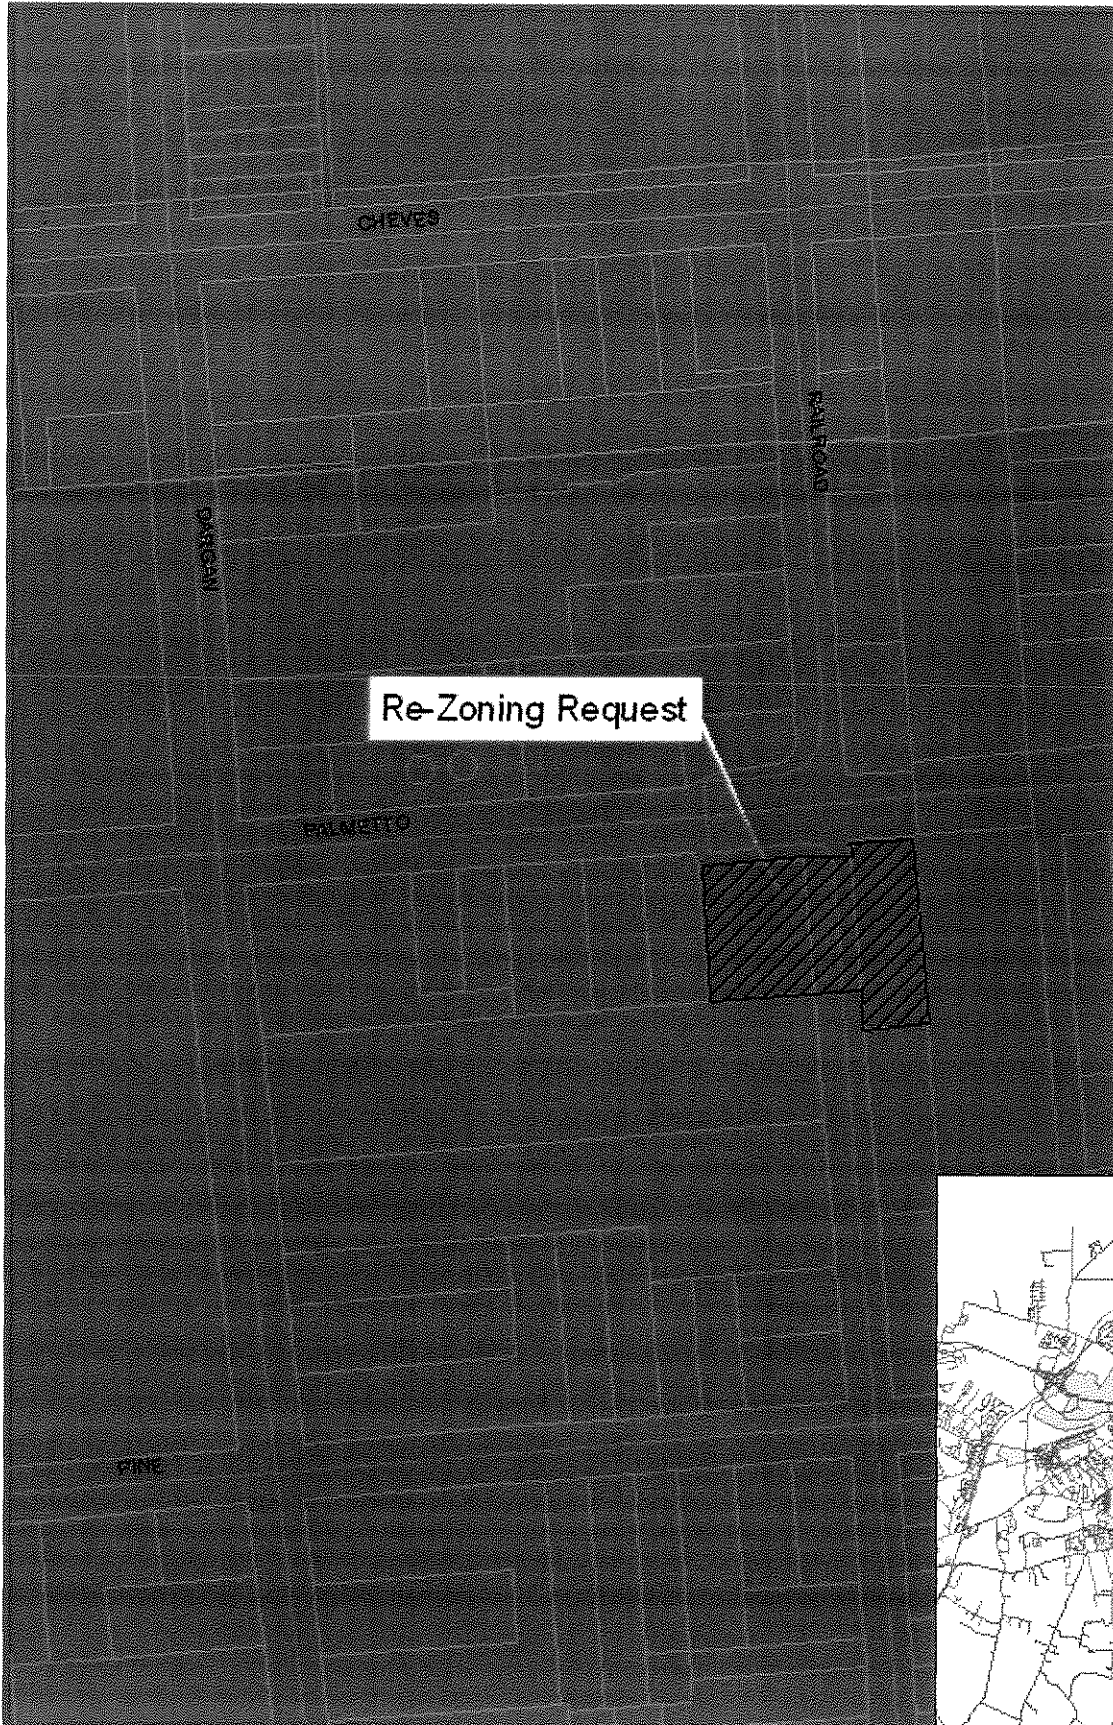 CHEVES
RAILROAD
DARGAN
Re-Zoning Request
PALMETTO
PINE